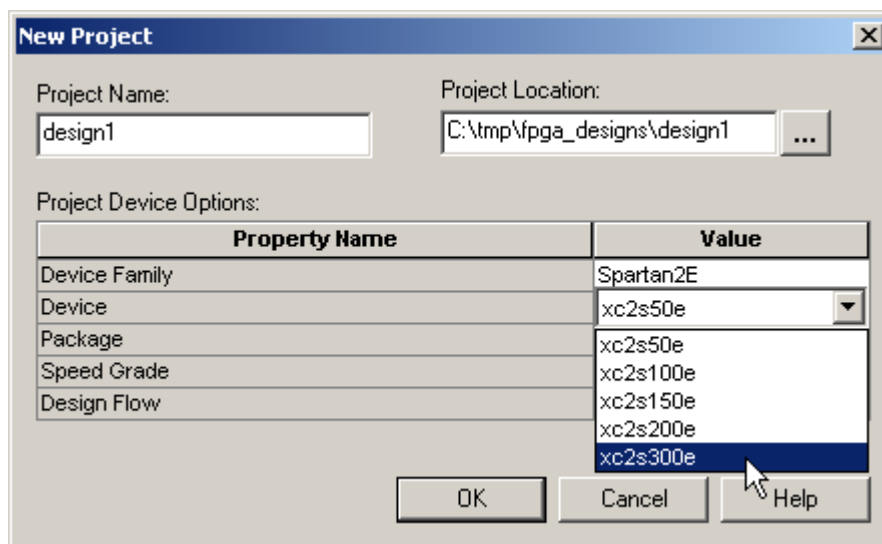 New Project
Project Name:
Project Location:
design1
C:\tmp\fpga_designs\design1
...
Project Device Options:
Property Name
Value
Device Family
Spartan2E
Device
xc2s50e
Package
Speed Grade
Design Flow
xc2s50e
xc2s100e
xc2s150e
xc2s200e
xc2s300e
OK
Cancel
Help